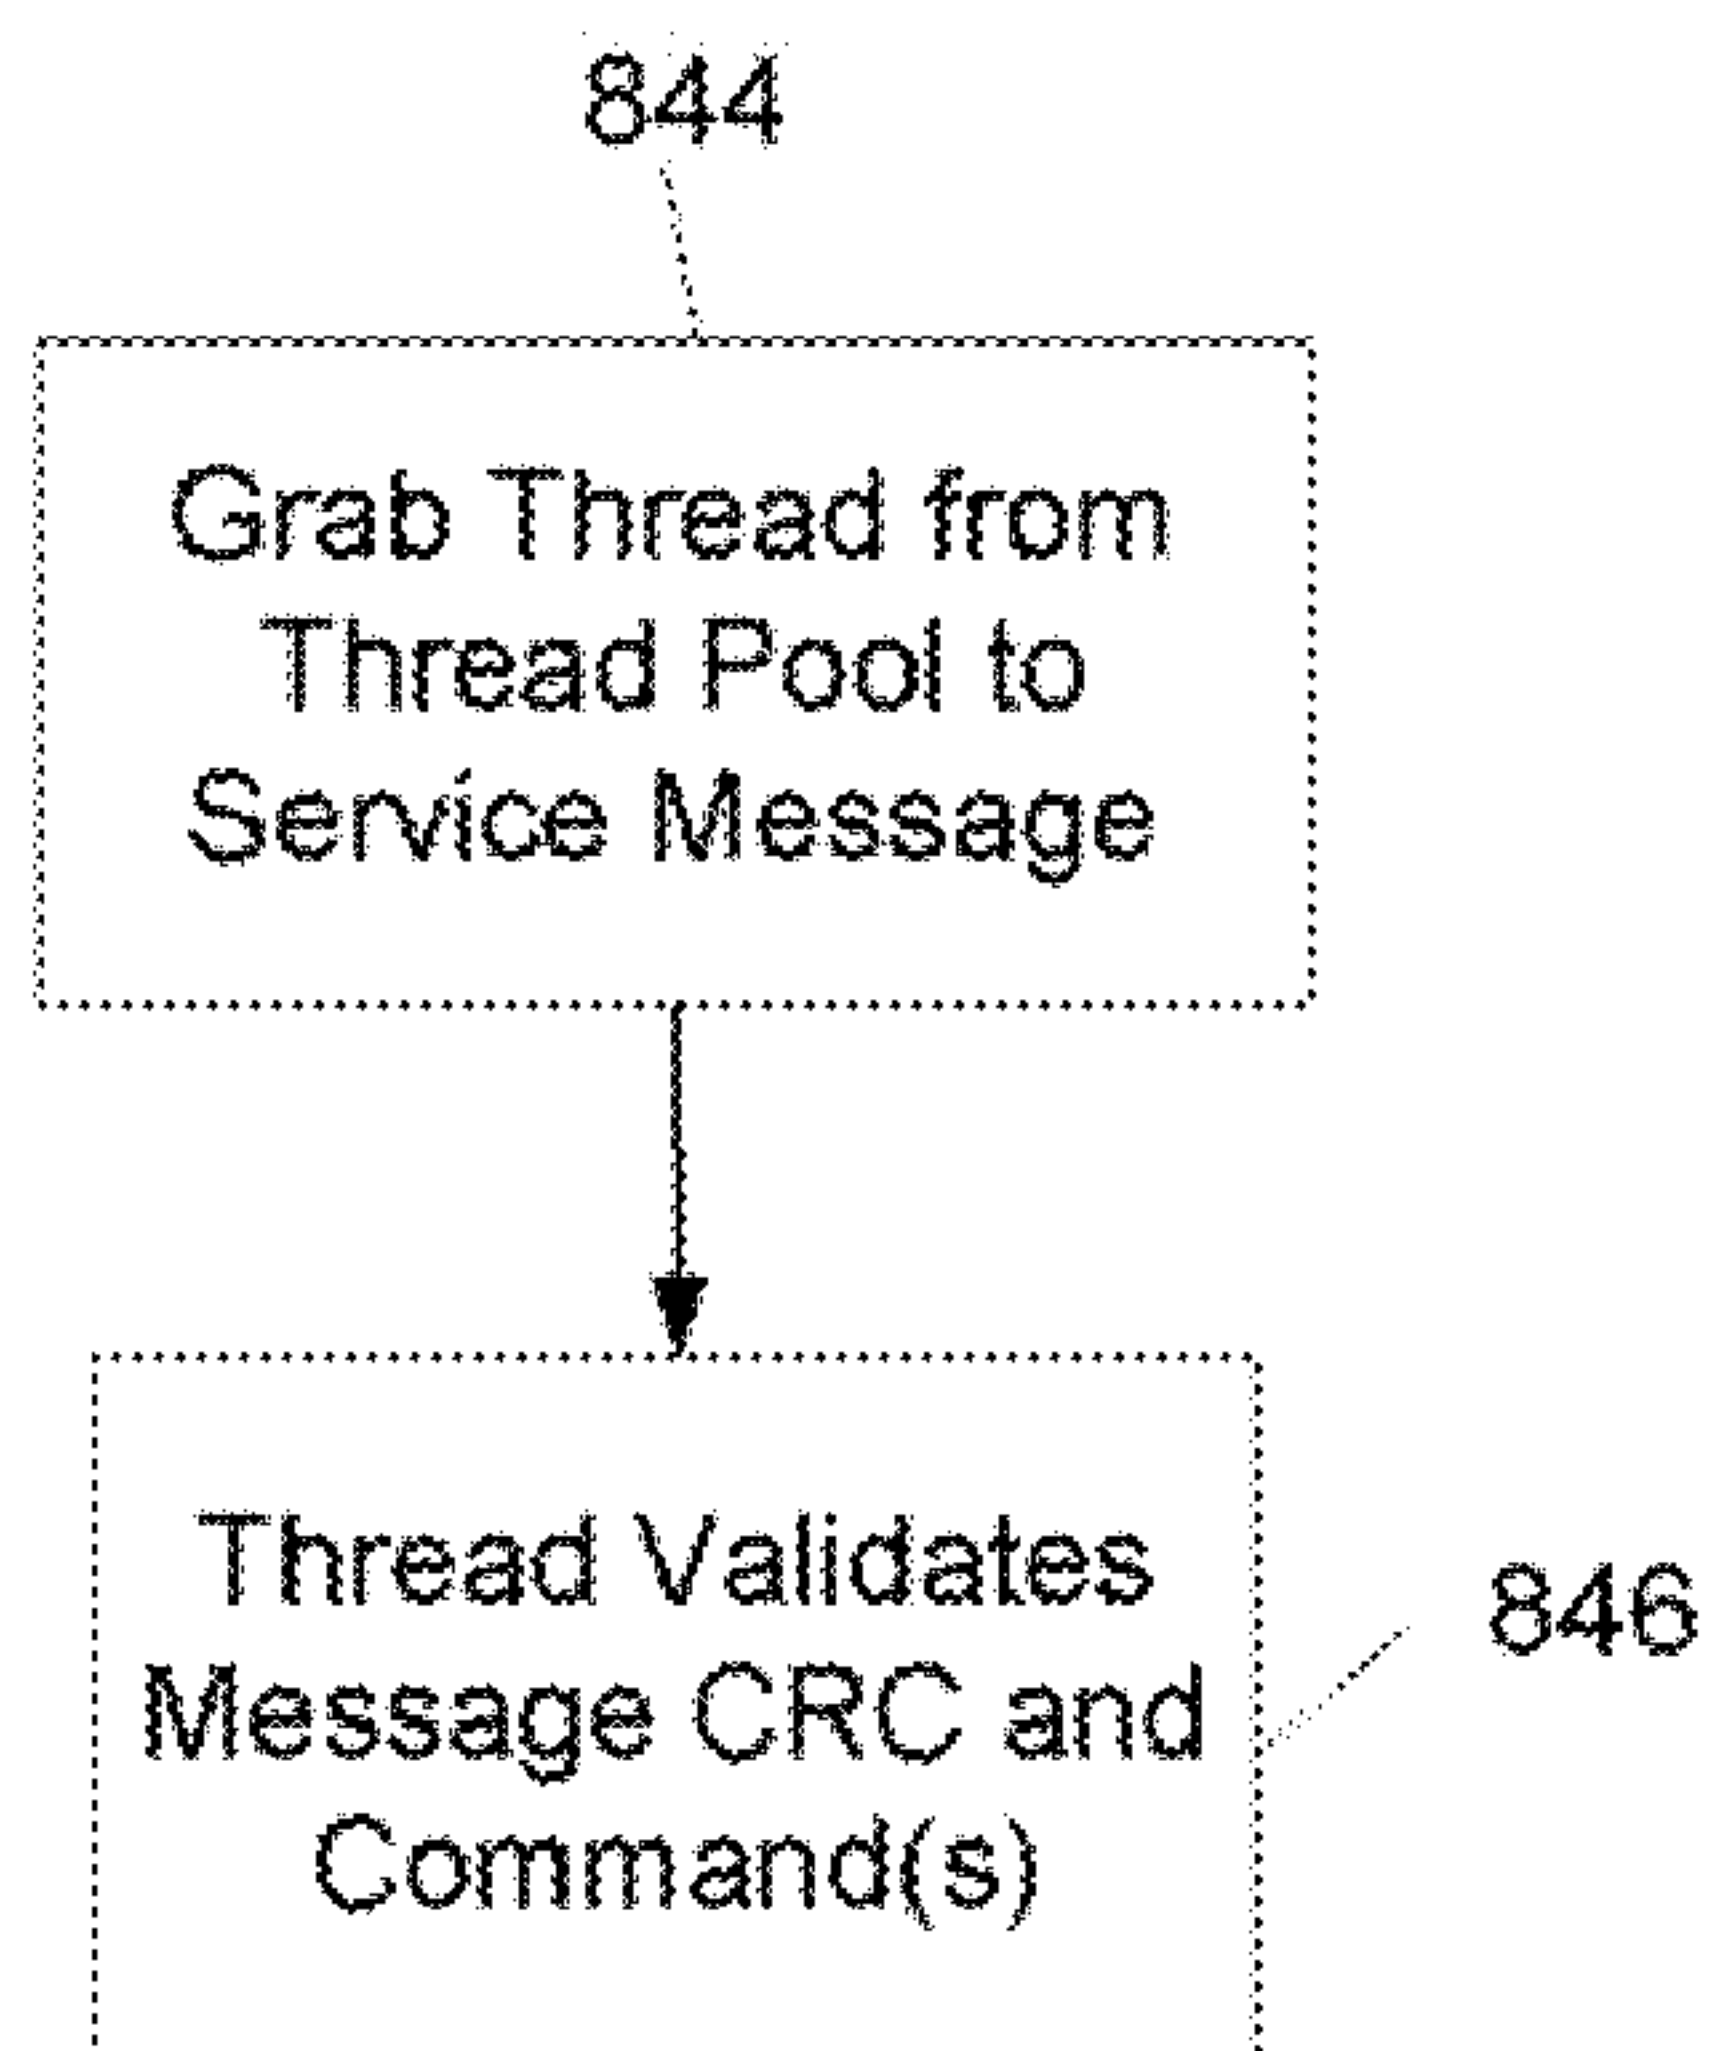 844
Grab Thread from
Thread Pool to
Service Message
Thread Validates
Message CRC and
Command(s)
846